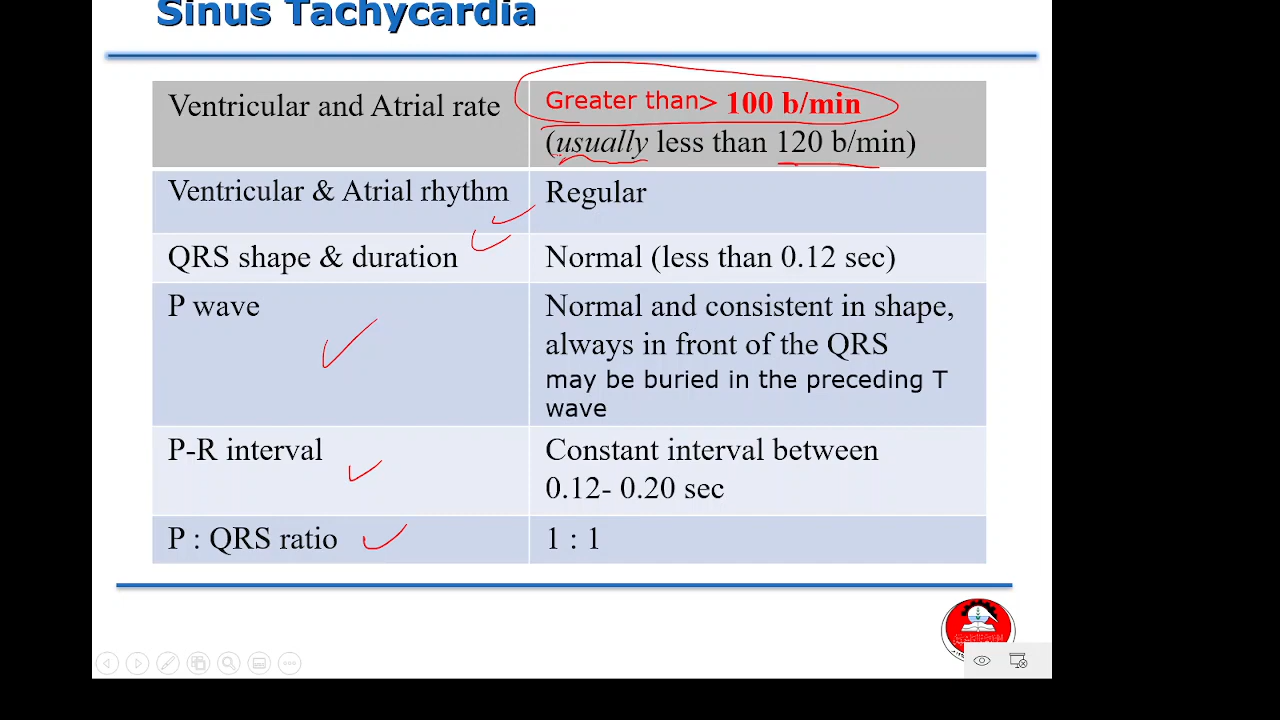 Sinus Tachycardia
Ventricular and Atrial rate
Greater than> 100 b/min
(usually less than 120 b/min)
Ventricular & Atrial rhythm
Regular
QRS shape & duration
Normal (less than 0.12 sec)
P wave
Normal and consistent in shape,
always in front of the QRS
may be buried in the preceding T
wave
P-R interval
Constant interval between
0.12- 0.20 sec
P : QRS ratio
1 : 1